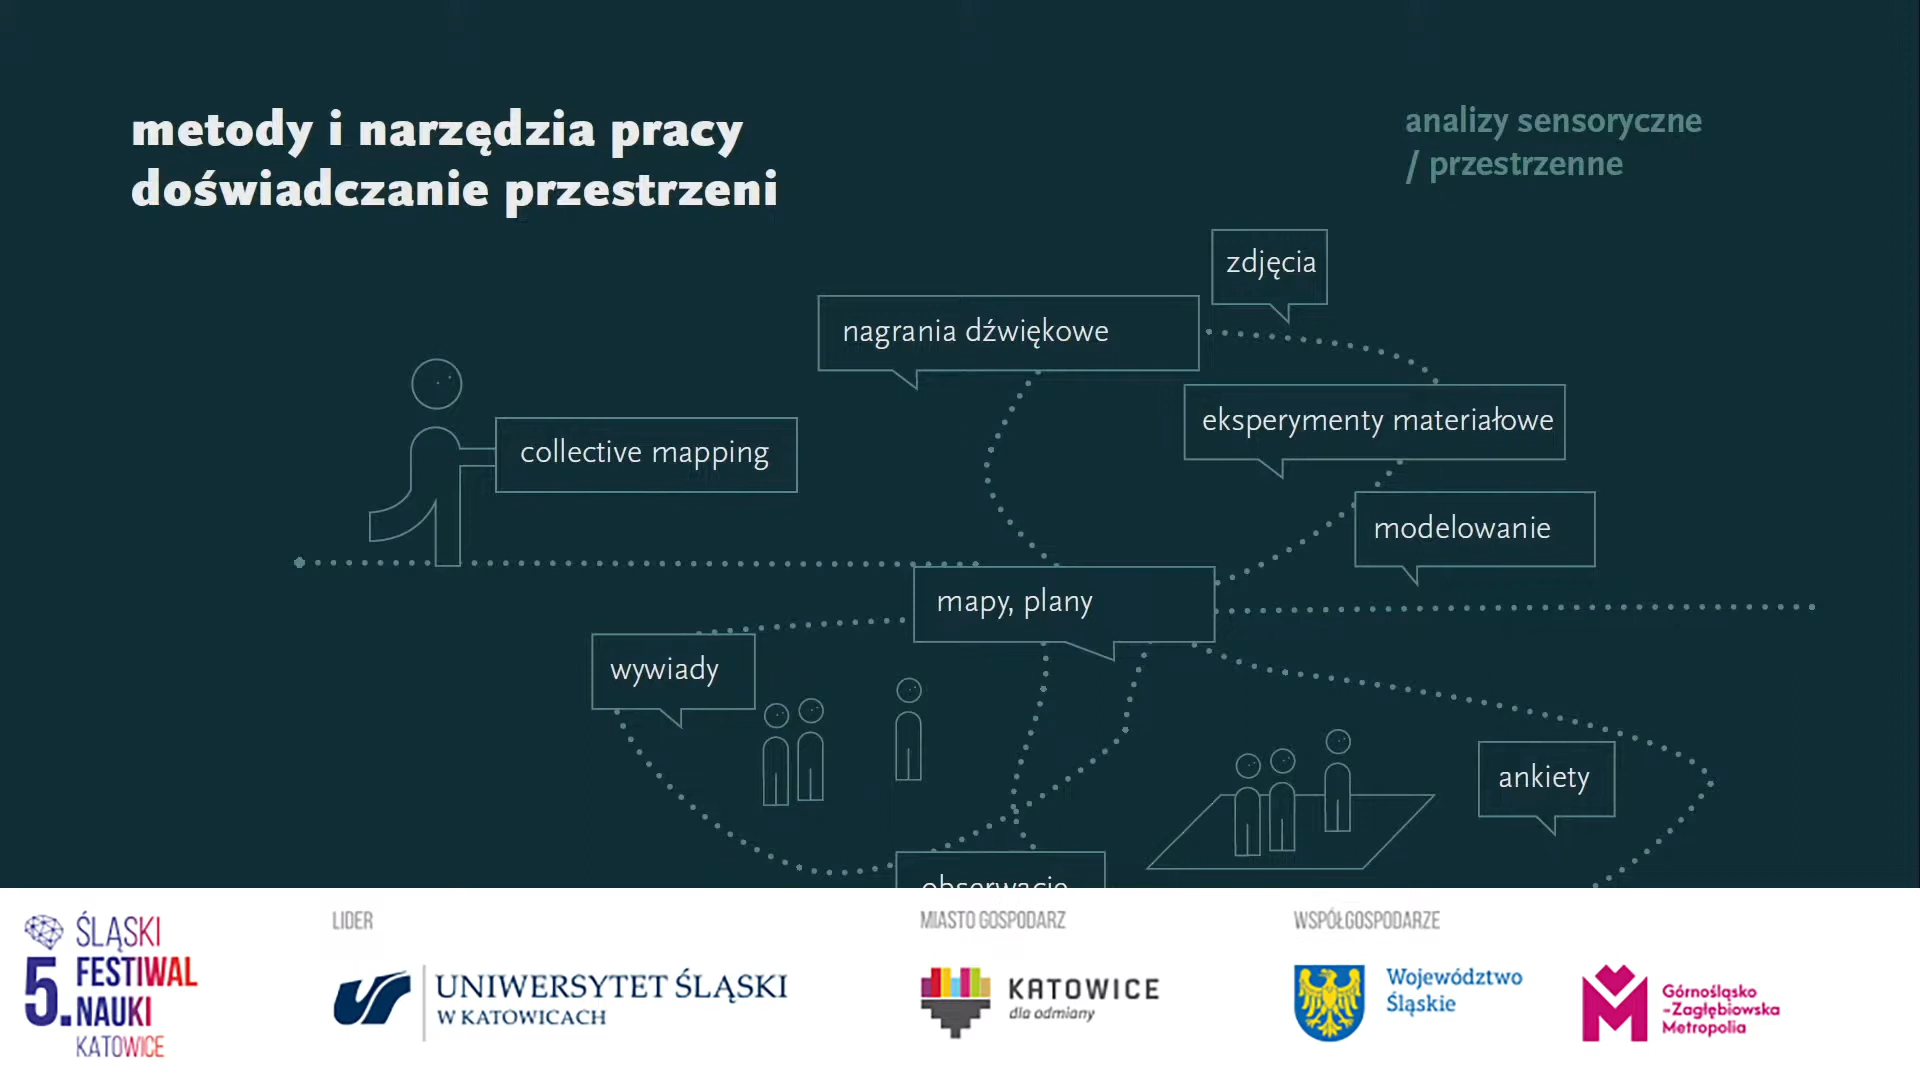 metody i narzędzia pracy
doświadczanie przestrzeni
analizy sensoryczne
/ przestrzenne
zdjęcia
nagrania dźwiękowe
eksperymenty materiałowe
collective mapping
modelowanie
mapy, plany
wywiady
ankiety
obserwacje
ŚLĄSKI
5. FESTIWAL
NAUKI
KATOWICE
LIDER
UNIWERSYTET ŚLĄSKI
W KATOWICACH
MIASTO GOSPODARZ
KATOWICE
dla odmiany
WSPÓŁGOSPODARZE
Województwo
Śląskie
Górnośląsko
-Zagłębiowska
Metropolia